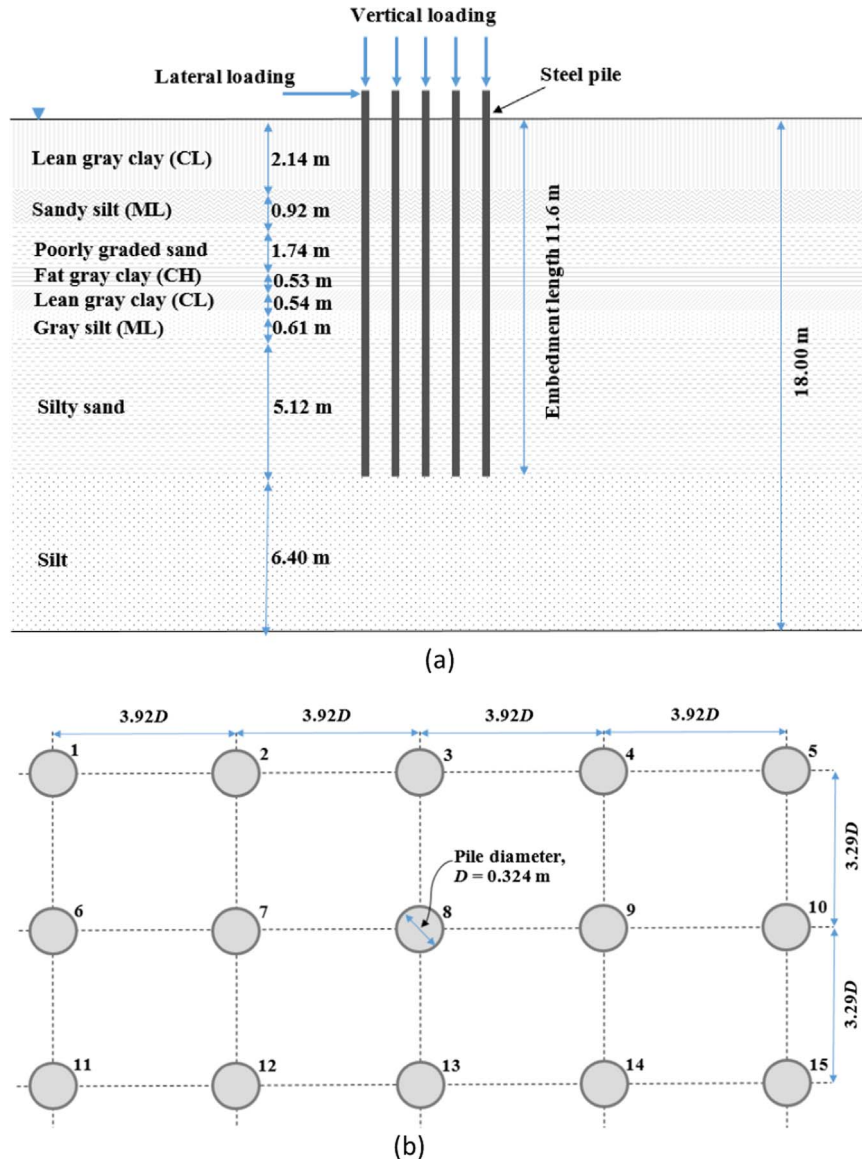 Vertical loading
Lateral loading
Steel pile
Lean gray clay (CL)
2.14 m
Sandy silt (ML)
0.92 m
Poorly graded sand
1.74 m
Fat gray clay (CH)
0.53 m
Lean gray clay (CL)
0.54 m
Gray silt (ML)
0.61 m
Silty sand
5.12 m
Silt
6.40 m
Embedment length 11.6 m
18.00 m
(a)
3.92D
3.92D
3.92D
3.92D
1
2
3
4
5
3.29D
Pile diameter,
D = 0.324 m
6
7
8
9
10
3.29D
11
12
13
14
15
(b)